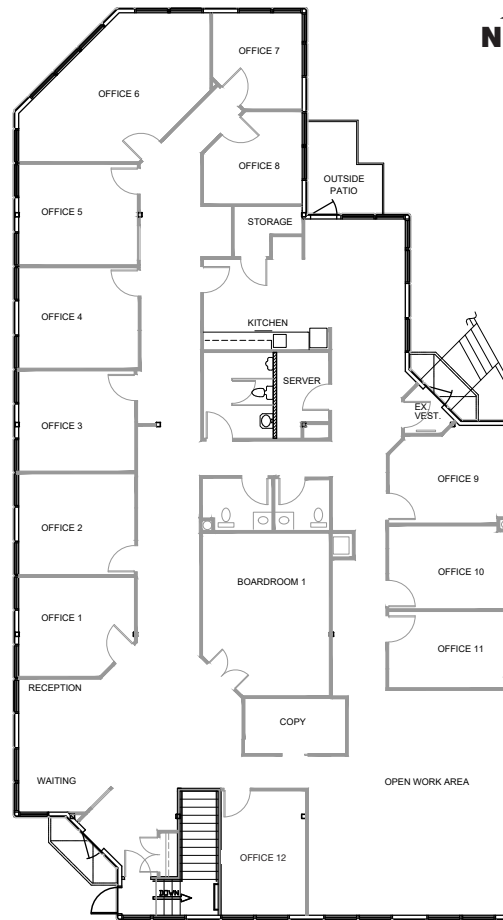 N
OFFICE 7
OFFICE 6
OFFICE 8
OUTSIDE
PATIO
OFFICE 5
STORAGE
OFFICE 4
KITCHEN
SERVER
EX.
VEST.
OFFICE 3
OFFICE 9
OFFICE 2
OFFICE 10
BOARDROOM 1
OFFICE 1
OFFICE 11
RECEPTION
COPY
WAITING
OPEN WORK AREA
OFFICE 12
DOWN